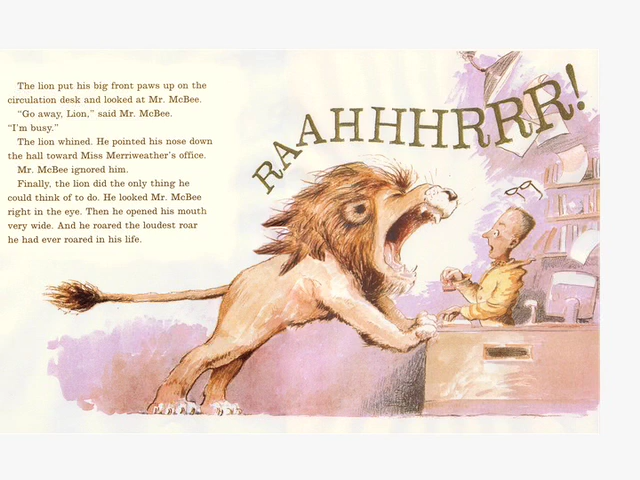 The lion put his big front paws up on the
circulation desk and looked at Mr. McBee.
“Go away, Lion,” said Mr. McBee.
“I’m busy.”
The lion whined. He pointed his nose down
the hall toward Miss Merriweather’s office.
Mr. McBee ignored him.
Finally, the lion did the only thing he
could think of to do. He looked Mr. McBee
right in the eye. Then he opened his mouth
very wide. And he roared the loudest roar
he had ever roared in his life.
RAAHHHHRRR!